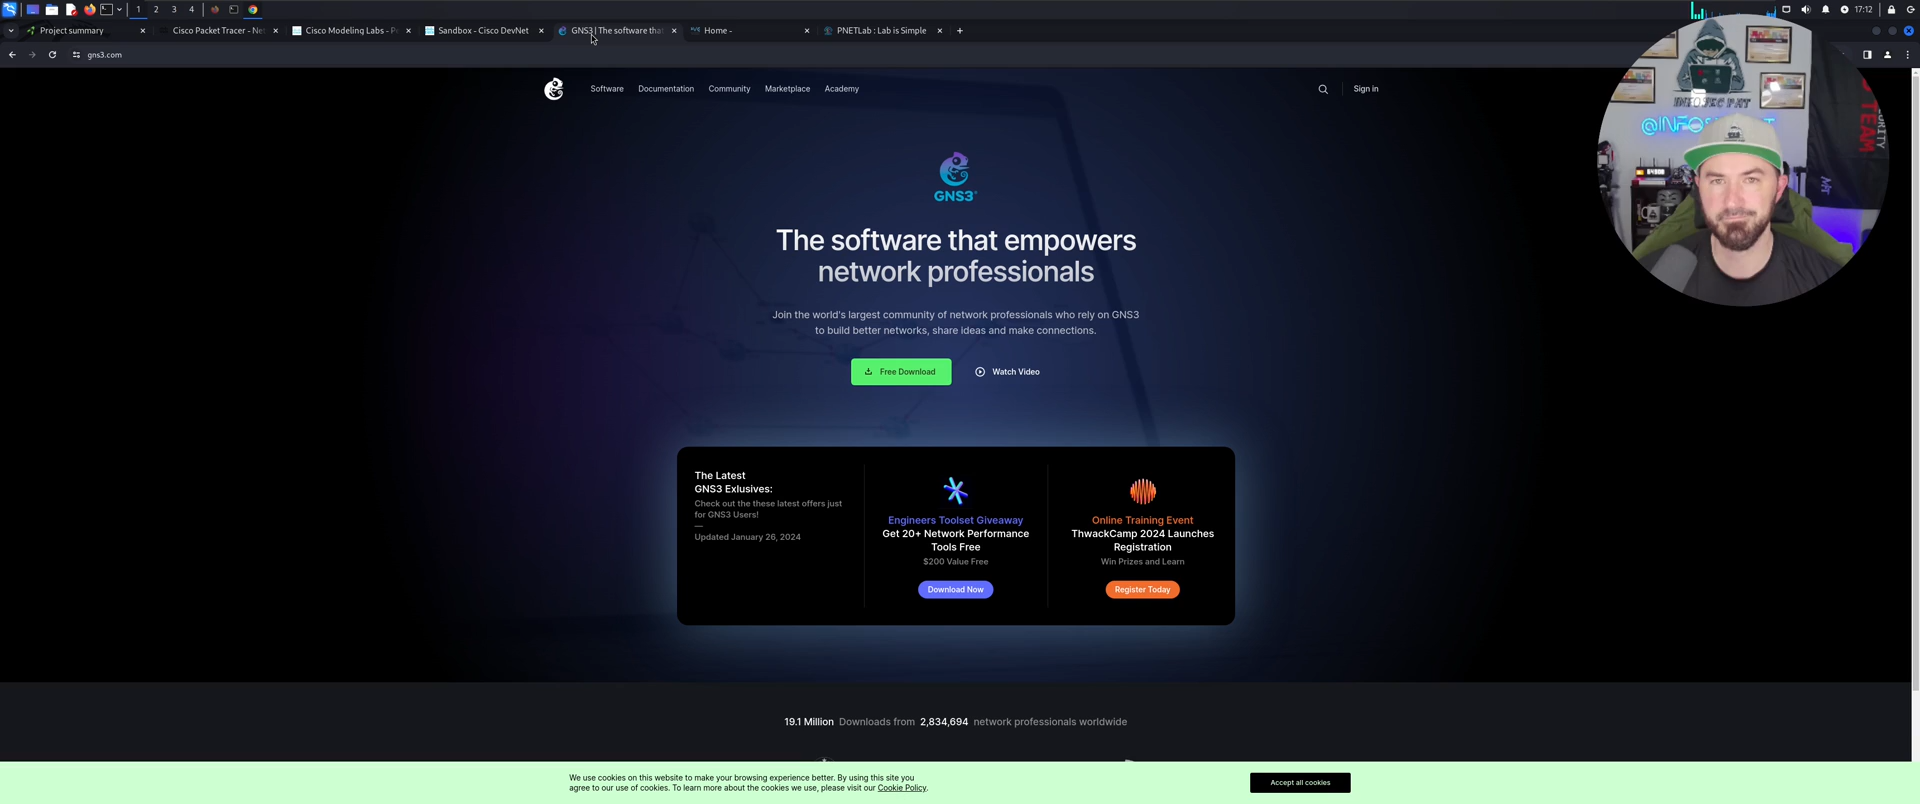 1
2
3
4
17:12
Project summary
Cisco Packet Tracer - Net
Cisco Modeling Labs - P
Sandbox - Cisco DevNet
GNS3 | The software tha
Home -
PNETLab : Lab is Simple
gns3.com
Software
Documentation
Community
Marketplace
Academy
Sign in
INFOSEC PAT
TEAM
GNS3
The software that empowers
network professionals
Join the world's largest community of network professionals who rely on GNS3
to build better networks, share ideas and make connections.
Free Download
Watch Video
The Latest
GNS3 Exlusives:
Check out the these latest offers just
for GNS3 Users!
—
Updated January 26, 2024
Engineers Toolset Giveaway
Get 20+ Network Performance
Tools Free
$200 Value Free
Download Now
Online Training Event
ThwackCamp 2024 Launches
Registration
Win Prizes and Learn
Register Today
19.1 Million Downloads from 2,834,694 network professionals worldwide
We use cookies on this website to make your browsing experience better. By using this site you
agree to our use of cookies. To learn more about the cookies we use, please visit our Cookie Policy.
Accept all cookies